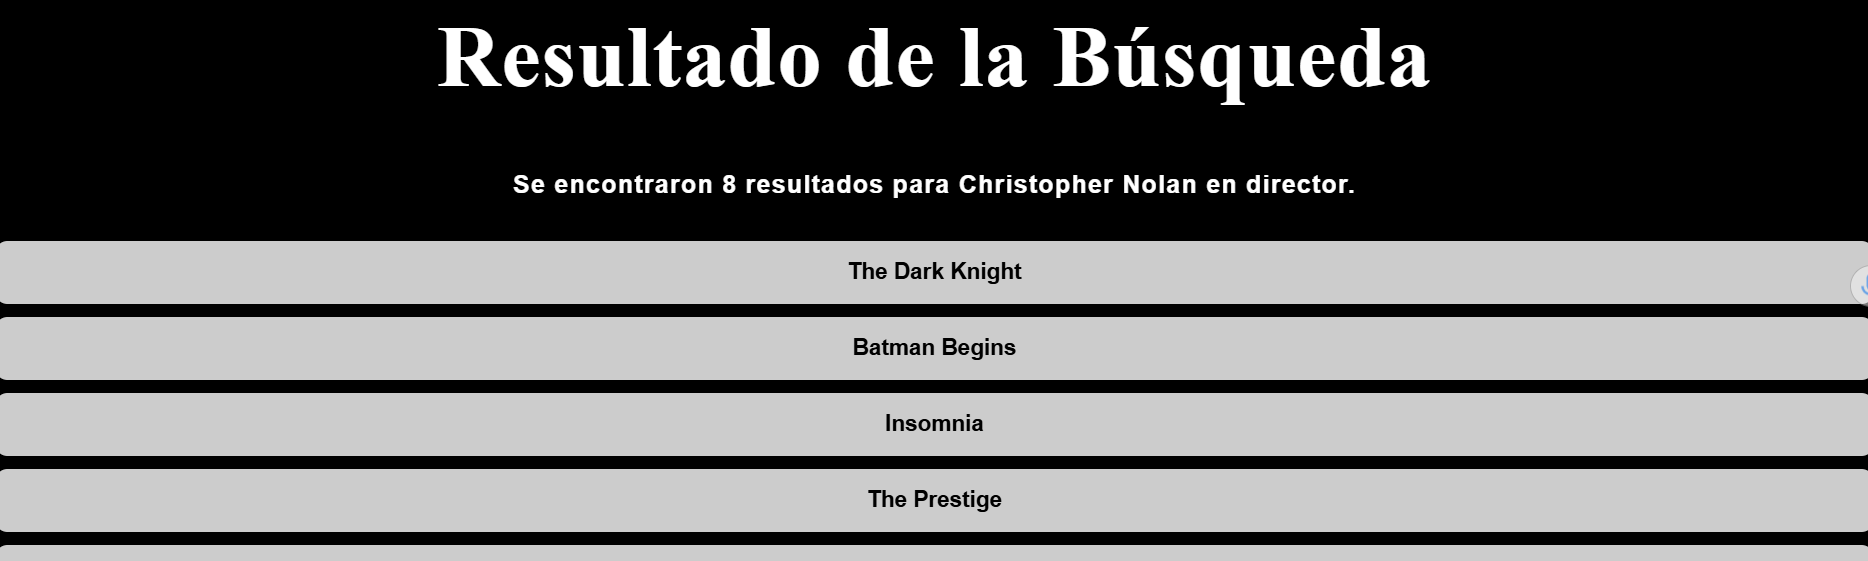 Resultado de la Búsqueda
Se encontraron 8 resultados para Christopher Nolan en director.
The Dark Knight
Batman Begins
Insomnia
The Prestige